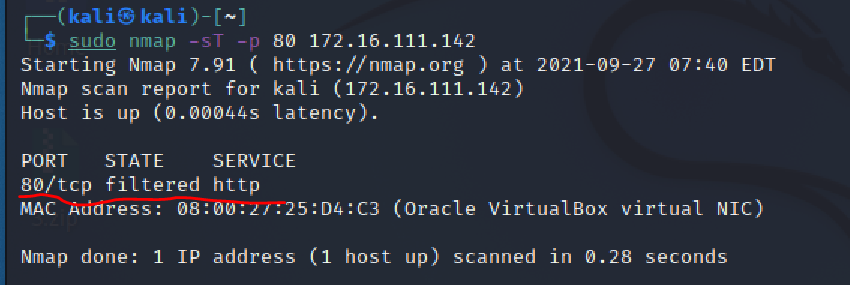 (kali㉿kali)-[~]
$ sudo nmap -sT -p 80 172.16.111.142
Starting Nmap 7.91 ( https://nmap.org ) at 2021-09-27 07:40 EDT
Nmap scan report for kali (172.16.111.142)
Host is up (0.00044s latency).
PORT   STATE    SERVICE
80/tcp filtered http
MAC Address: 08:00:27:25:D4:C3 (Oracle VirtualBox virtual NIC)
Nmap done: 1 IP address (1 host up) scanned in 0.28 seconds